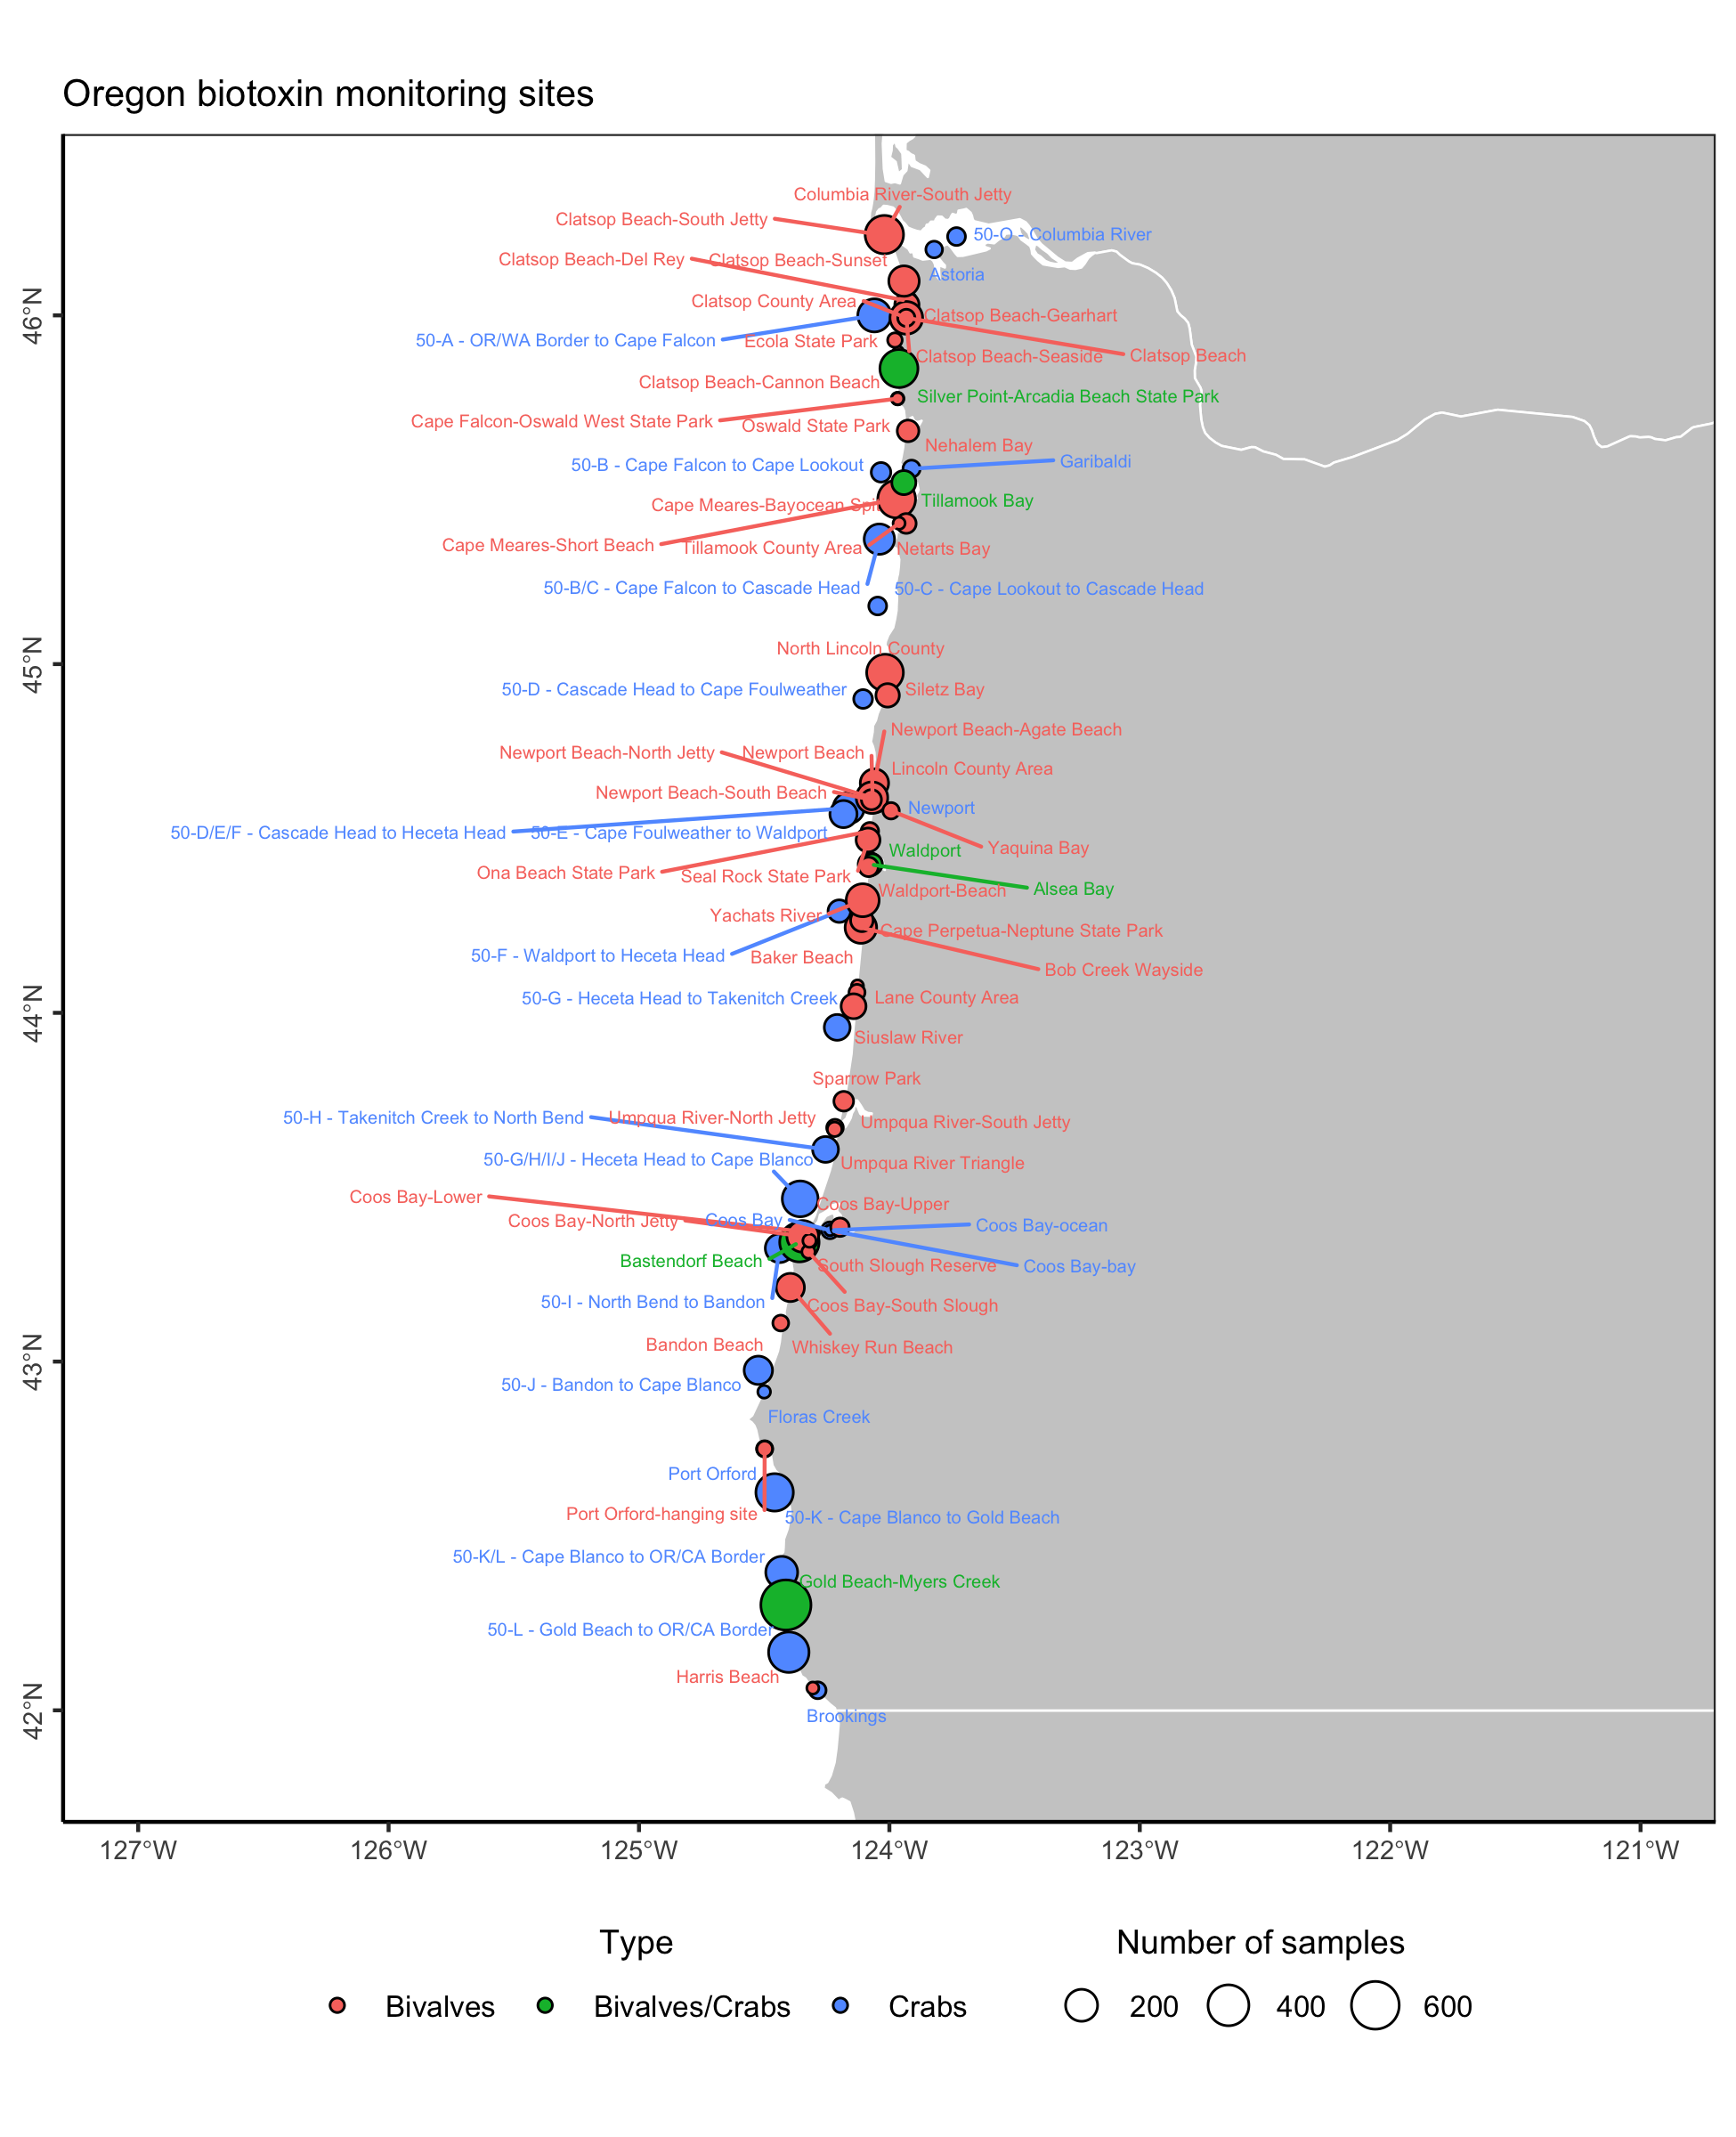 Oregon biotoxin monitoring sites
Columbia River-South Jetty
Clatsop Beach-South Jetty
50-O - Columbia River
Clatsop Beach-Del Rey
Clatsop Beach-Sunset
Astoria
Clatsop County Area
46°N
Clatsop Beach-Gearhart
50-A - OR/WA Border to Cape Falcon
Ecola State Park
Clatsop Beach-Seaside
Clatsop Beach
Clatsop Beach-Cannon Beach
Silver Point-Arcadia Beach State Park
Cape Falcon-Oswald West State Park
Oswald State Park
Nehalem Bay
50-B - Cape Falcon to Cape Lookout
Garibaldi
Cape Meares-Bayocean Spit
Tillamook Bay
Cape Meares-Short Beach
Tillamook County Area
Netarts Bay
50-B/C - Cape Falcon to Cascade Head
50-C - Cape Lookout to Cascade Head
North Lincoln County
45°N
50-D - Cascade Head to Cape Foulweather
Siletz Bay
Newport Beach-Agate Beach
Newport Beach-North Jetty
Newport Beach
Lincoln County Area
Newport Beach-South Beach
Newport
50-D/E/F - Cascade Head to Heceta Head
50-E - Cape Foulweather to Waldport
Yaquina Bay
Waldport
Ona Beach State Park
Seal Rock State Park
Alsea Bay
Waldport-Beach
Yachats River
Cape Perpetua-Neptune State Park
50-F - Waldport to Heceta Head
Baker Beach
Bob Creek Wayside
50-G - Heceta Head to Takenitch Creek
Lane County Area
44°N
Siuslaw River
Sparrow Park
50-H - Takenitch Creek to North Bend
Umpqua River-North Jetty
Umpqua River-South Jetty
50-G/H/I/J - Heceta Head to Cape Blanco
Umpqua River Triangle
Coos Bay-Lower
Coos Bay-Upper
Coos Bay-North Jetty
Coos Bay
Coos Bay-ocean
Bastendorf Beach
South Slough Reserve
Coos Bay-bay
50-I - North Bend to Bandon
Coos Bay-South Slough
Bandon Beach
Whiskey Run Beach
43°N
50-J - Bandon to Cape Blanco
Floras Creek
Port Orford
Port Orford-hanging site
50-K - Cape Blanco to Gold Beach
50-K/L - Cape Blanco to OR/CA Border
Gold Beach-Myers Creek
50-L - Gold Beach to OR/CA Border
Harris Beach
42°N
Brookings
127°W 126°W 125°W 124°W 123°W 122°W 121°W
Type
Bivalves Bivalves/Crabs Crabs
Number of samples
200 400 600